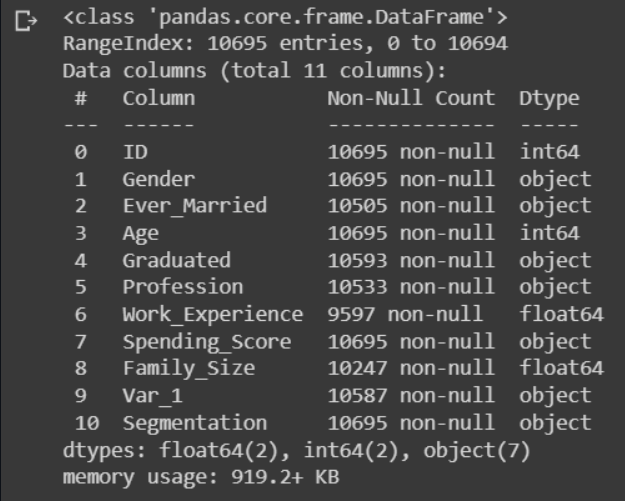 <class 'pandas.core.frame.DataFrame'>
RangeIndex: 10695 entries, 0 to 10694
Data columns (total 11 columns):
 #   Column           Non-Null Count  Dtype
---  ------           --------------  -----
 0   ID               10695 non-null  int64
 1   Gender           10695 non-null  object
 2   Ever_Married     10505 non-null  object
 3   Age              10695 non-null  int64
 4   Graduated        10593 non-null  object
 5   Profession       10533 non-null  object
 6   Work_Experience  9597 non-null   float64
 7   Spending_Score   10695 non-null  object
 8   Family_Size      10247 non-null  float64
 9   Var_1            10587 non-null  object
 10  Segmentation     10695 non-null  object
dtypes: float64(2), int64(2), object(7)
memory usage: 919.2+ KB